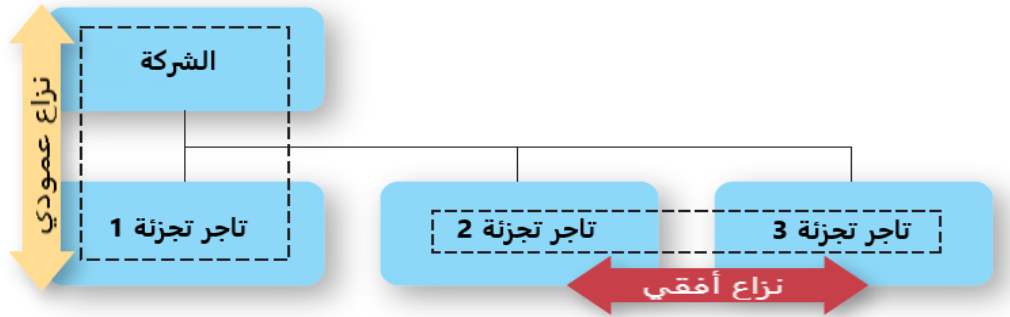 الشركة
نزاع عمودي
تاجر تجزئة 1
تاجر تجزئة 2
تاجر تجزئة 3
نزاع أفقي